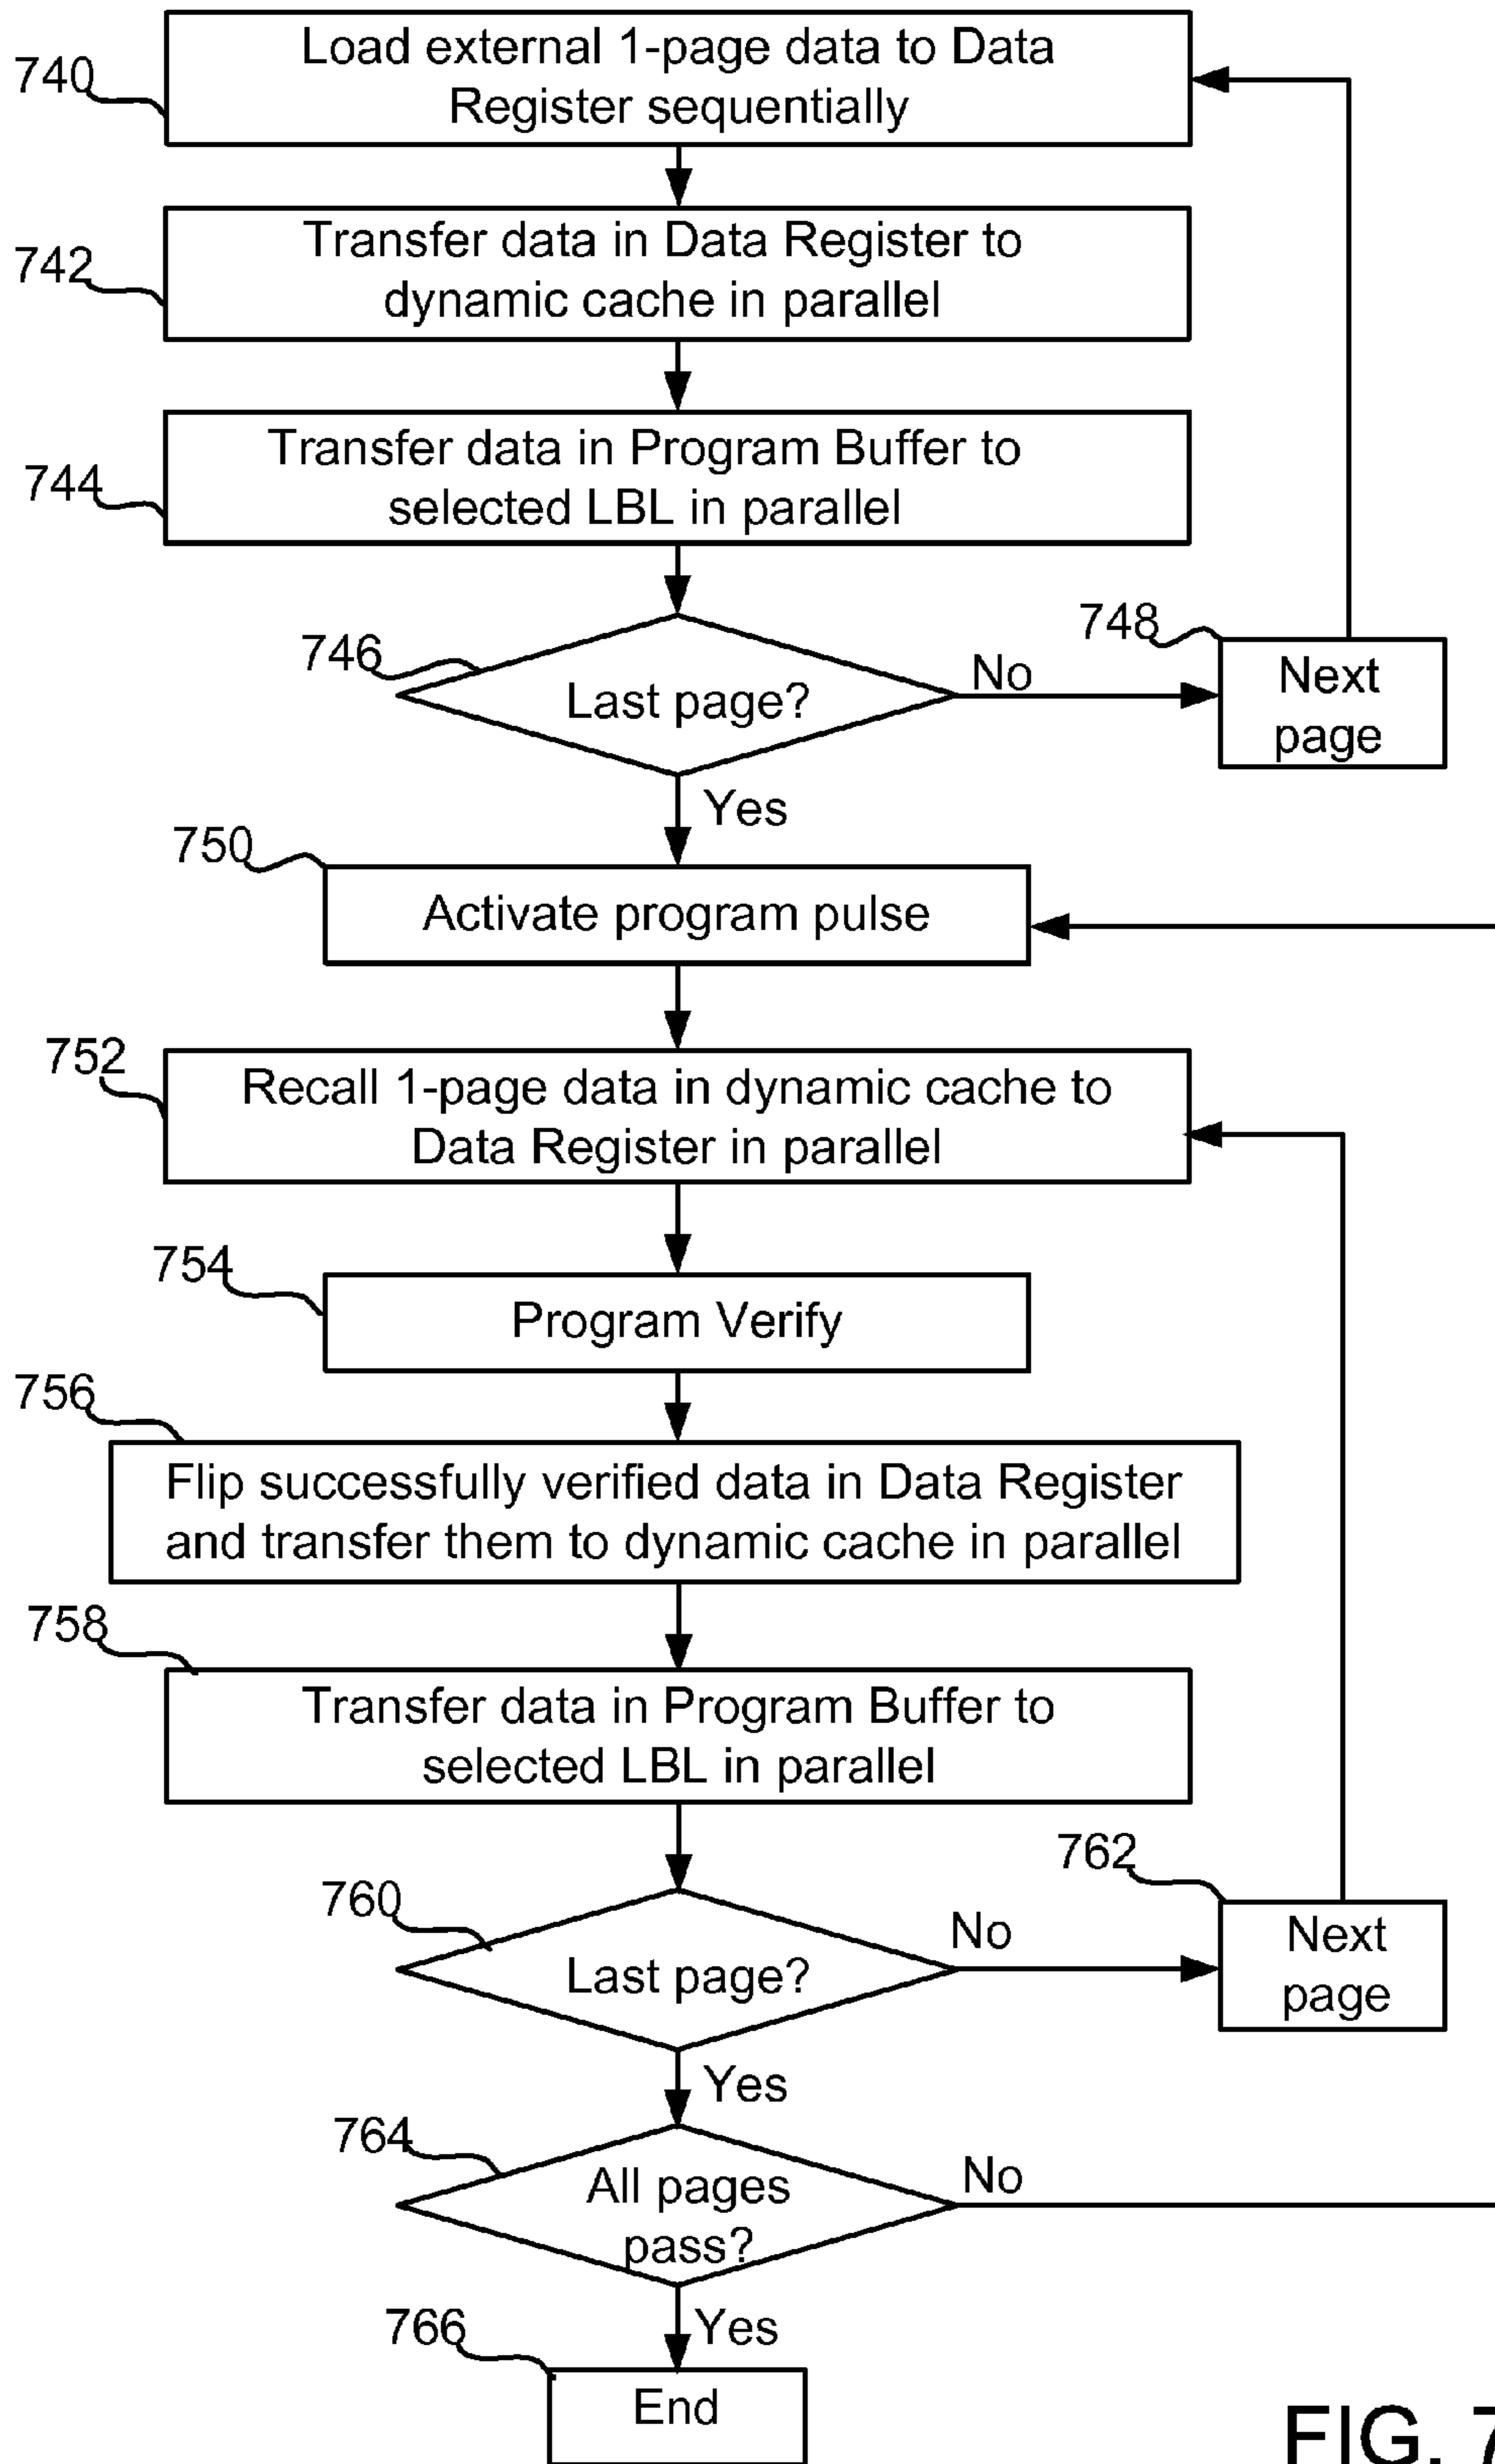 740
Load external 1-page data to Data
Register sequentially
742
Transfer data in Data Register to
dynamic cache in parallel
744
Transfer data in Program Buffer to
selected LBL in parallel
746
Last page?
No
748
Next
page
Yes
750
Activate program pulse
752
Recall 1-page data in dynamic cache to
Data Register in parallel
754
Program Verify
756
Flip successfully verified data in Data Register
and transfer them to dynamic cache in parallel
758
Transfer data in Program Buffer to
selected LBL in parallel
760
Last page?
No
762
Next
page
Yes
764
All pages
pass?
No
Yes
766
End
FIG. 7